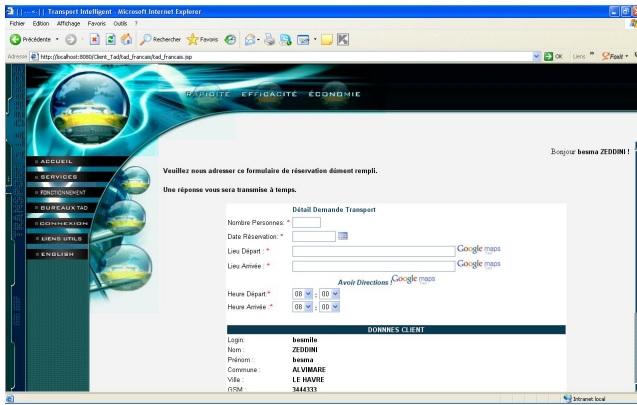 ||---<-|| Transport Intelligent - Microsoft Internet Explorer
Fichier Edition Affichage Favoris Outils ?
Précédente Rechercher Favoris
Adresse http://localhost:8080/Client_Tad/tad_francais/tad_francais.jsp OK Liens » Foxit
RAPIDITE EFFICACITÉ ÉCONOMIE
Bonjour besma ZEDDINI !
ACCUEIL
SERVICES
FONCTIONNEMENT
BUREAUX TAD
CONNEXION
LIENS UTILS
ENGLISH
Veuillez nous adresser ce formulaire de réservation dûment rempli.
Une réponse vous sera transmise à temps.
Détail Demande Transport
Nombre Personnes: *
Date Réservation: *
Lieu Départ : * Google maps
Lieu Arrivée : * Google maps
Avoir Directions ! Google maps
Heure Départ:* 08 : 00
Heure Arrivée :* 08 : 00
DONNNES CLIENT
Login: besmile
Nom : ZEDDINI
Prénom : besma
Commune : ALVIMARE
Ville : LE HAVRE
GSM : 3444333
Intranet local